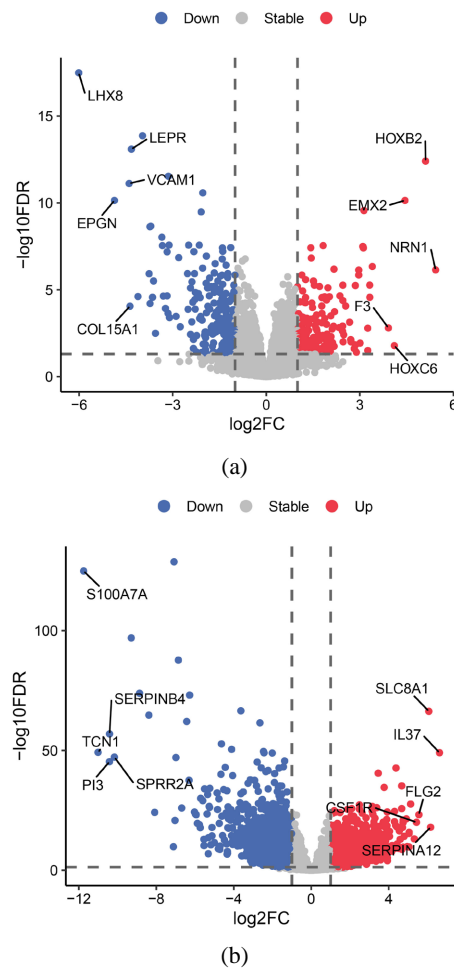 Down Stable Up
−log10FDR
15
10
5
0
LHX8
LEPR
VCAM1
EPGN
COL15A1
HOXB2
EMX2
NRN1
F3
HOXC6
−6 −3 0 3 6
log2FC
(a)
Down Stable Up
−log10FDR
100
50
0
S100A7A
SERPINB4
TCN1
PI3
SPRR2A
SLC8A1
IL37
FLG2
CSF1R
SERPINA12
−12 −8 −4 0 4
log2FC
(b)